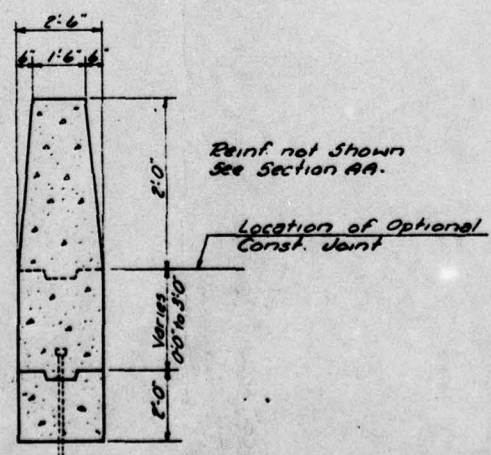 2'-6"
6" 1'-6" 6"
2'-0"
Reinf. not Shown
See Section AA.
Location of Optional
Const. Joint
Varies
0'-0" to 3'-0"
2'-0"